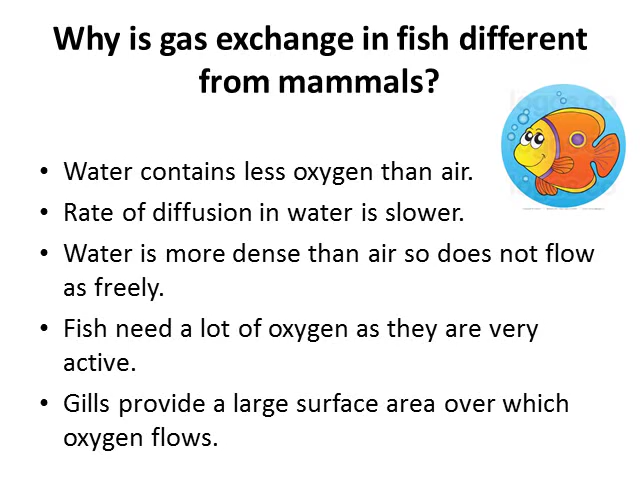 Why is gas exchange in fish different
from mammals?
• Water contains less oxygen than air.
• Rate of diffusion in water is slower.
• Water is more dense than air so does not flow
as freely.
• Fish need a lot of oxygen as they are very
active.
• Gills provide a large surface area over which
oxygen flows.